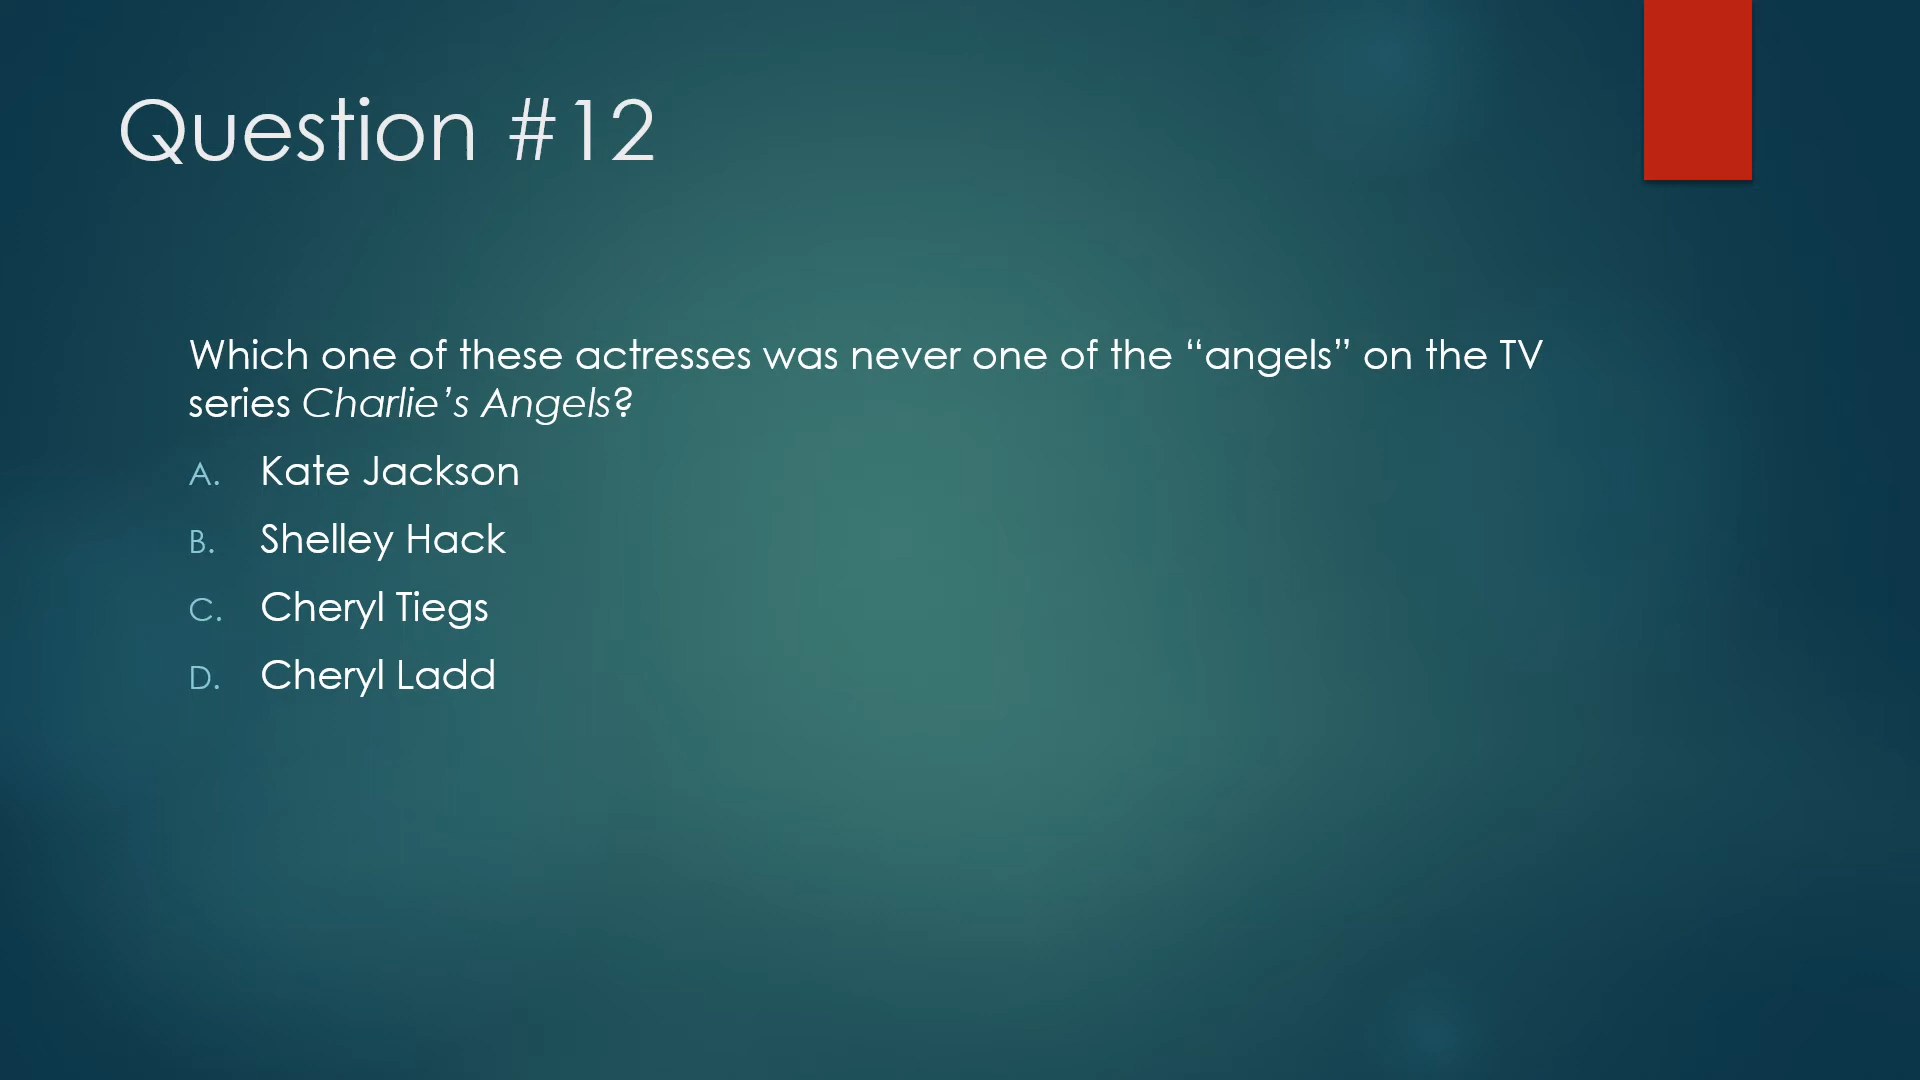 Question #12
Which one of these actresses was never one of the “angels” on the TV
series Charlie’s Angels?
A. Kate Jackson
B. Shelley Hack
C. Cheryl Tiegs
D. Cheryl Ladd